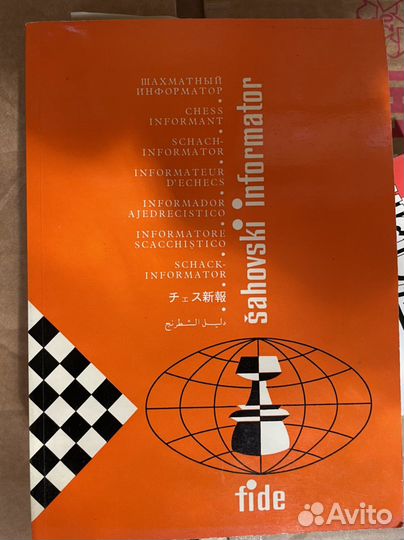 ШАХМАТНЫЙ
ИНФОРМАТОР
CHESS
INFORMANT
SCHACH-
INFORMATOR
INFORMATEUR
D'ECHECS
INFORMADOR
AJEDRECISTICO
INFORMATORE
SCACCHISTICO
SCHACK-
INFORMATOR
チェス新報
دليل الشطرنج
šahovski informator
fide
Avito